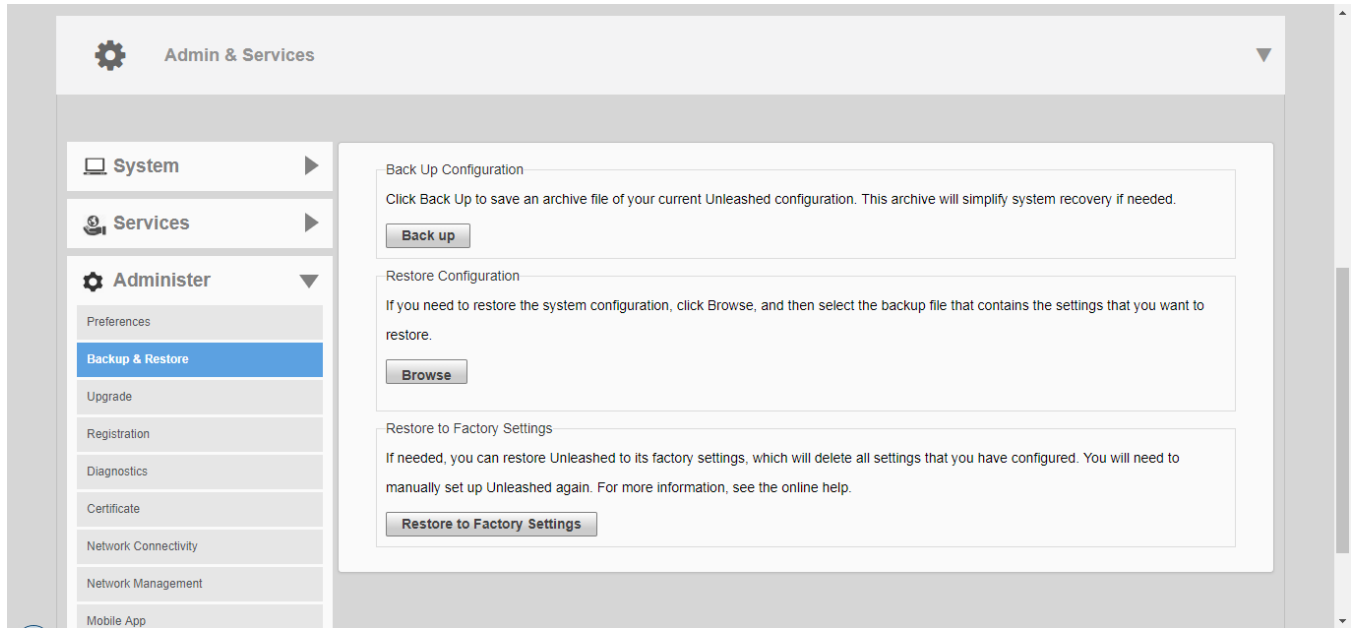 Admin & Services
System
Services
Administer
Preferences
Backup & Restore
Upgrade
Registration
Diagnostics
Certificate
Network Connectivity
Network Management
Mobile App
Back Up Configuration
Click Back Up to save an archive file of your current Unleashed configuration. This archive will simplify system recovery if needed.
Back up
Restore Configuration
If you need to restore the system configuration, click Browse, and then select the backup file that contains the settings that you want to
restore.
Browse
Restore to Factory Settings
If needed, you can restore Unleashed to its factory settings, which will delete all settings that you have configured. You will need to
manually set up Unleashed again. For more information, see the online help.
Restore to Factory Settings